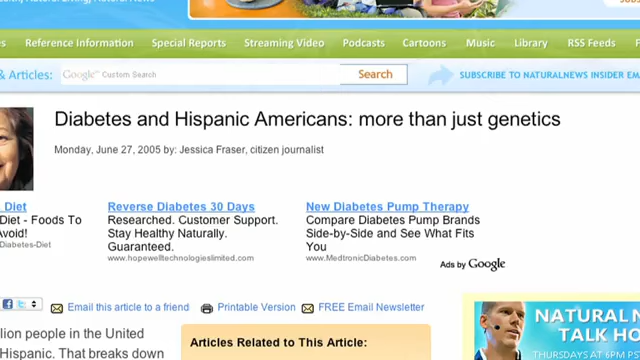 Reference Information Special Reports Streaming Video Podcasts Cartoons Music Library RSS Feeds
& Articles: Google™ Custom Search Search SUBSCRIBE TO NATURALNEWS INSIDER EM
Diabetes and Hispanic Americans: more than just genetics
Monday, June 27, 2005 by: Jessica Fraser, citizen journalist
Diet
Diet - Foods To
Avoid!
Diabetes-Diet
Reverse Diabetes 30 Days
Researched. Customer Support.
Stay Healthy Naturally.
Guaranteed.
www.hopewelltechnologieslimited.com
New Diabetes Pump Therapy
Compare Diabetes Pump Brands
Side-by-Side and See What Fits
You
www.MedtronicDiabetes.com
Ads by Google
Email this article to a friend Printable Version FREE Email Newsletter
lion people in the United
Hispanic. That breaks down
Articles Related to This Article:
NATURAL N
TALK HO
THURSDAYS AT 6PM PS